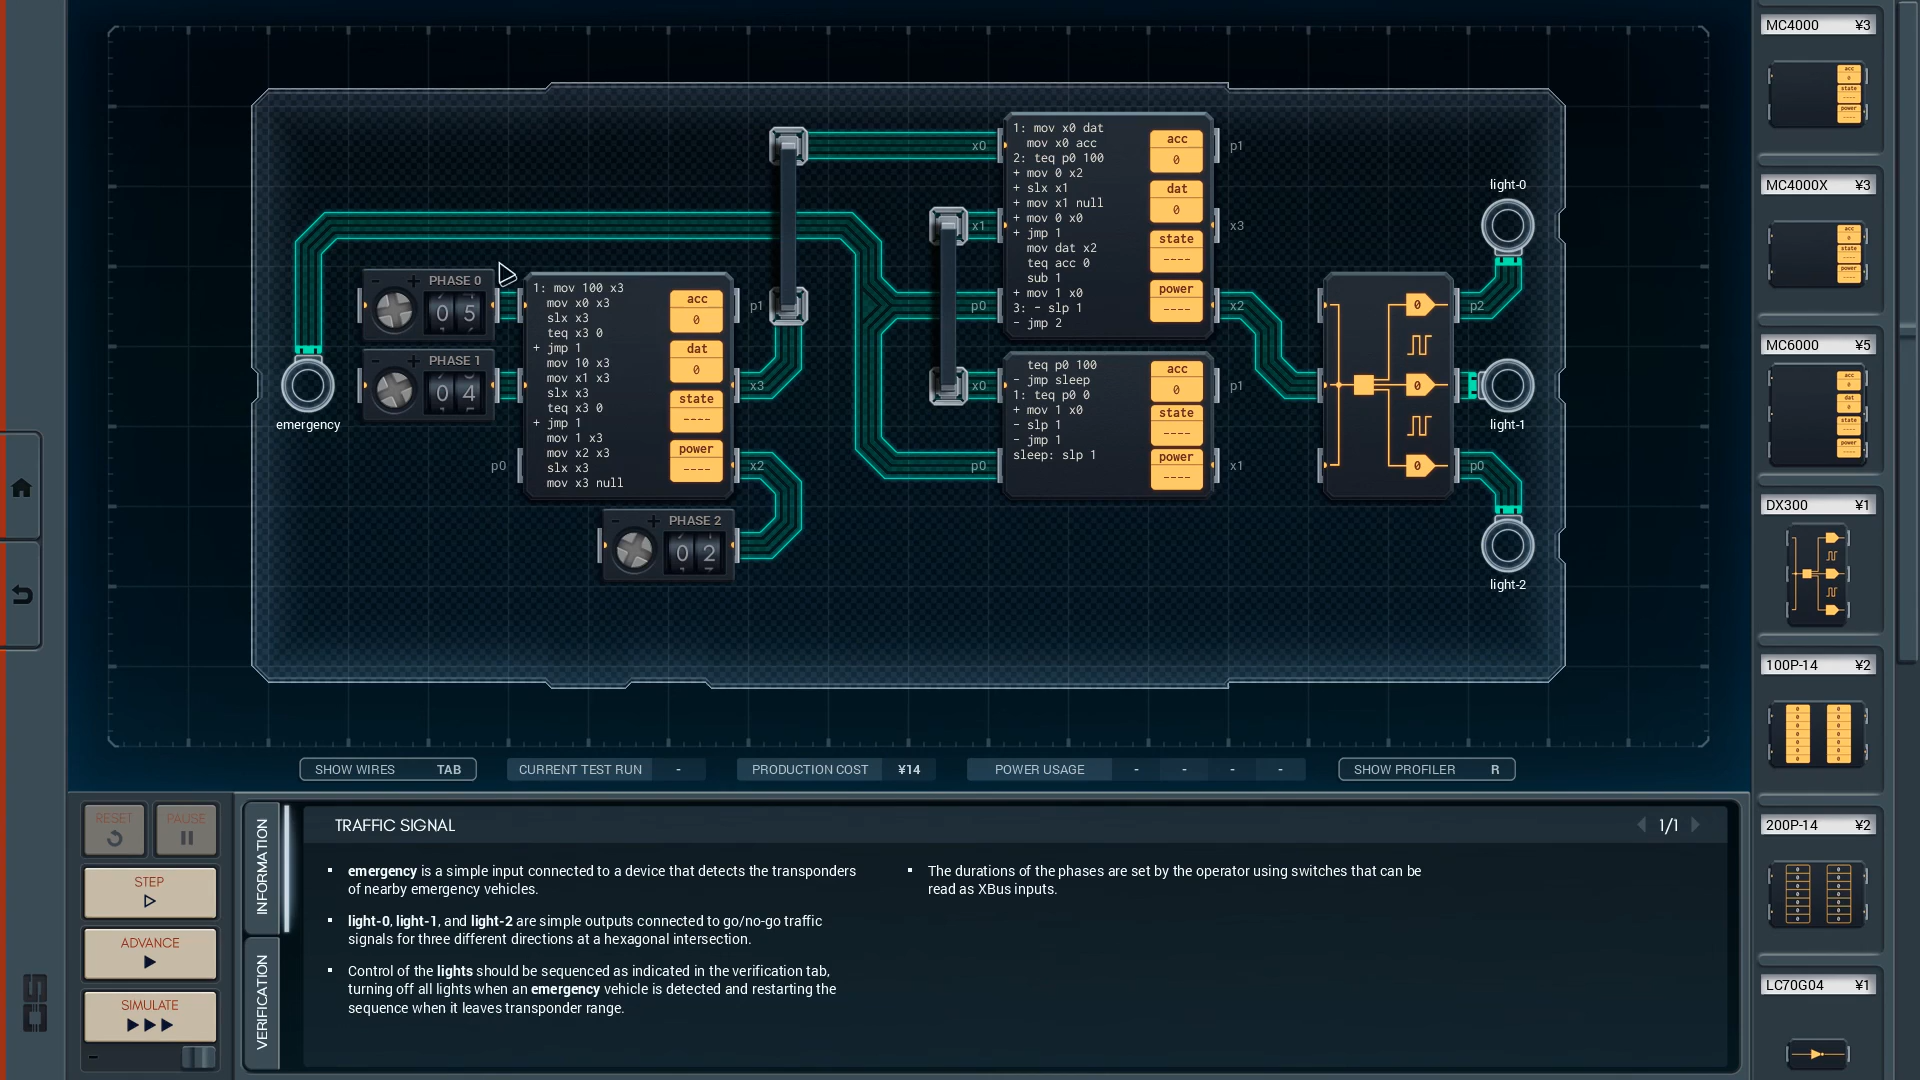 MC4000 ¥3
MC4000X ¥3
MC6000 ¥5
DX300 ¥1
100P-14 ¥2
200P-14 ¥2
LC70G04 ¥1
1: mov x0 dat
mov x0 acc
2: teq p0 100
+ mov 0 x2
+ slx x1
+ mov x1 null
+ mov 0 x0
+ jmp 1
mov dat x2
teq acc 0
sub 1
+ mov 1 x0
3: - slp 1
- jmp 2
acc
0
dat
0
state
----
power
----
x0
x1
p0
p1
x3
x2
light-0
PHASE 0
0 5
PHASE 1
0 4
emergency
1: mov 100 x3
mov x0 x3
slx x3
teq x3 0
+ jmp 1
mov 10 x3
mov x1 x3
slx x3
teq x3 0
+ jmp 1
mov 1 x3
mov x2 x3
slx x3
mov x3 null
acc
0
dat
0
state
----
power
----
p1
x3
x2
p0
PHASE 2
0 2
teq p0 100
- jmp sleep
1: teq p0 0
+ mov 1 x0
- slp 1
- jmp 1
sleep: slp 1
acc
0
state
----
power
----
x0
p0
p1
x1
0
0
0
p2
p0
light-1
light-2
SHOW WIRES TAB
CURRENT TEST RUN -
PRODUCTION COST ¥14
POWER USAGE - - - -
SHOW PROFILER R
RESET
PAUSE
STEP
ADVANCE
SIMULATE
INFORMATION
VERIFICATION
TRAFFIC SIGNAL
1/1
emergency is a simple input connected to a device that detects the transponders
of nearby emergency vehicles.
light-0, light-1, and light-2 are simple outputs connected to go/no-go traffic
signals for three different directions at a hexagonal intersection.
Control of the lights should be sequenced as indicated in the verification tab,
turning off all lights when an emergency vehicle is detected and restarting the
sequence when it leaves transponder range.
The durations of the phases are set by the operator using switches that can be
read as XBus inputs.